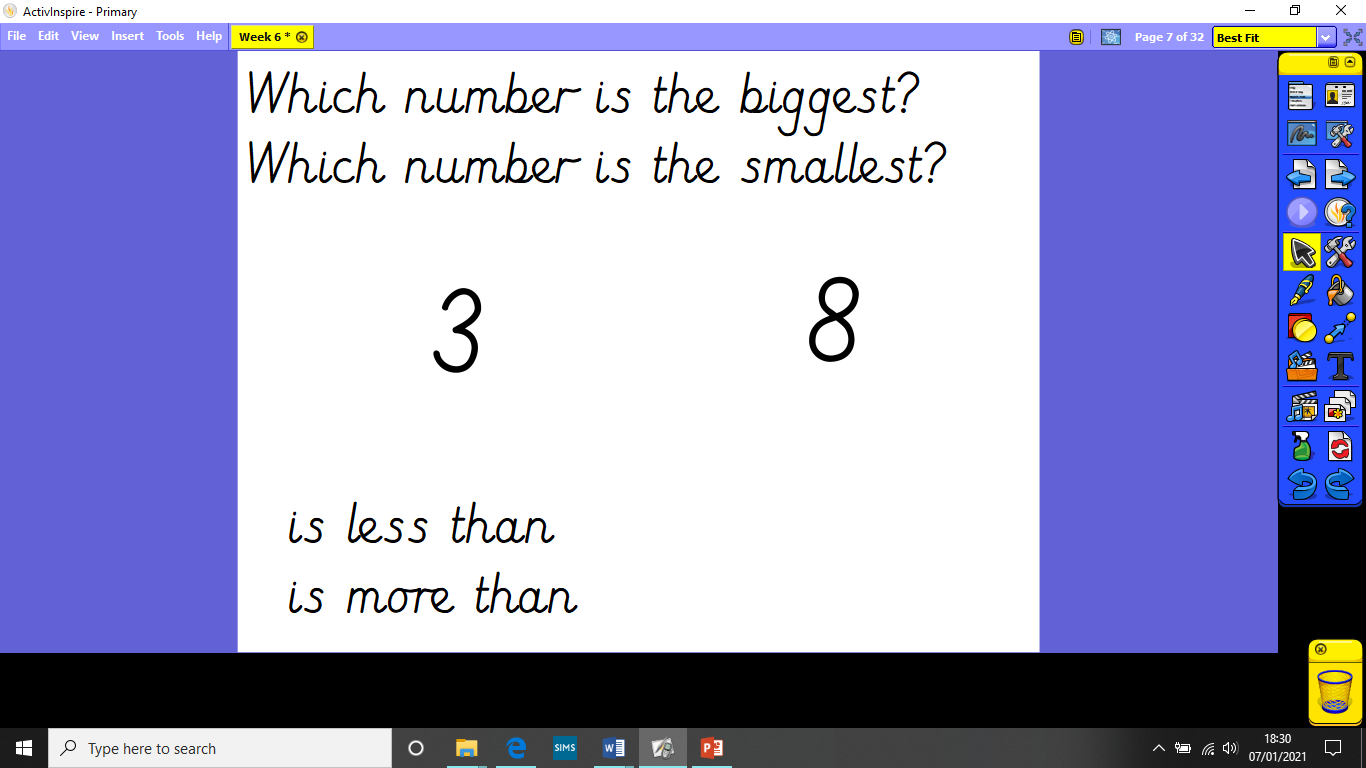 ActivInspire - Primary
File Edit View Insert Tools Help Week 6 * Page 7 of 32 Best Fit
Which number is the biggest?
Which number is the smallest?
3 8
is less than
is more than
Type here to search
SIMS
18:30
07/01/2021